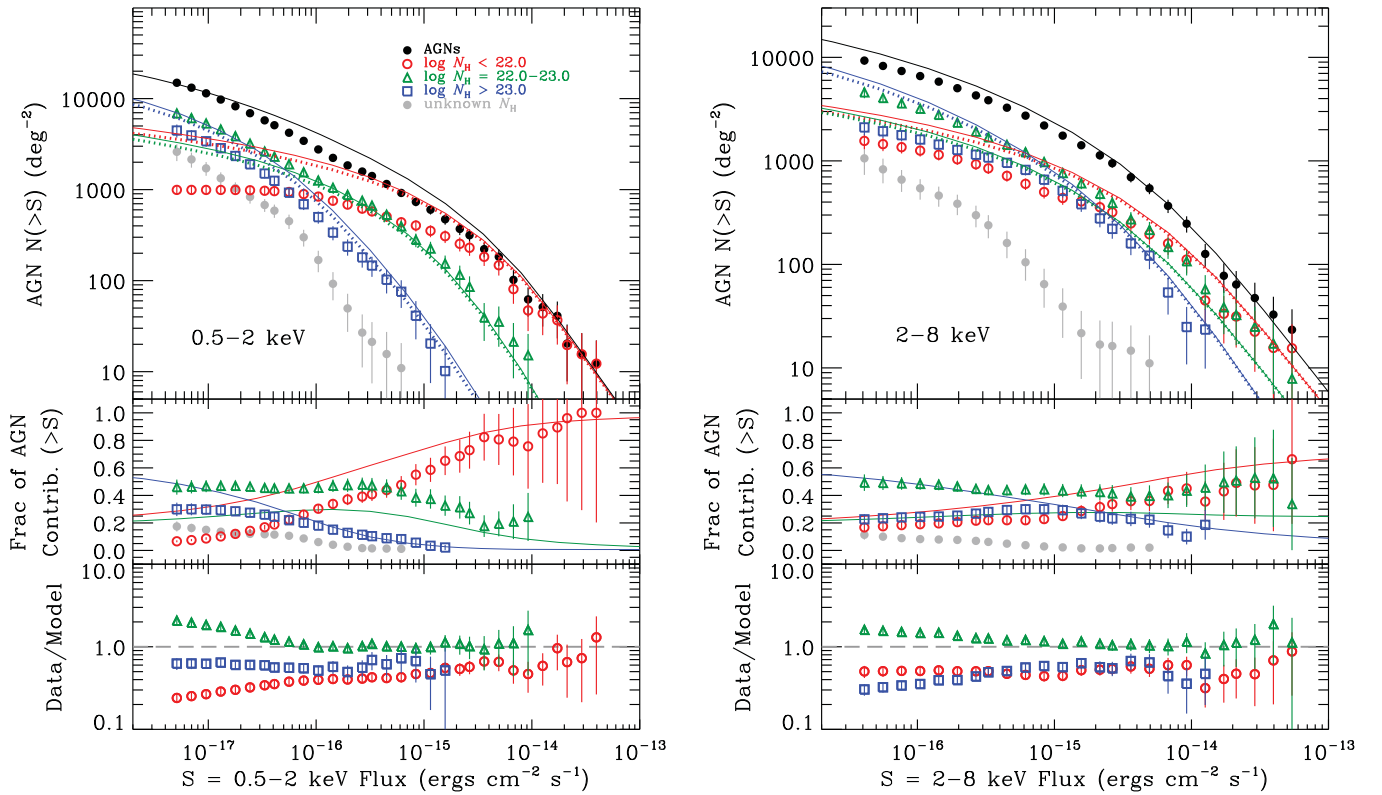 AGN N(>S) (deg⁻²)
10000
1000
100
10
AGNs
log N_H < 22.0
log N_H = 22.0−23.0
log N_H > 23.0
unknown N_H
0.5−2 keV
Frac of AGN
Contrib. (>S)
1.0
0.8
0.6
0.4
0.2
0.0
Data/Model
10.0
1.0
0.1
10⁻¹⁷
10⁻¹⁶
10⁻¹⁵
10⁻¹⁴
10⁻¹³
S = 0.5−2 keV Flux (ergs cm⁻² s⁻¹)
AGN N(>S) (deg⁻²)
10000
1000
100
10
2−8 keV
Frac of AGN
Contrib. (>S)
1.0
0.8
0.6
0.4
0.2
0.0
Data/Model
10.0
1.0
0.1
10⁻¹⁶
10⁻¹⁵
10⁻¹⁴
10⁻¹³
S = 2−8 keV Flux (ergs cm⁻² s⁻¹)